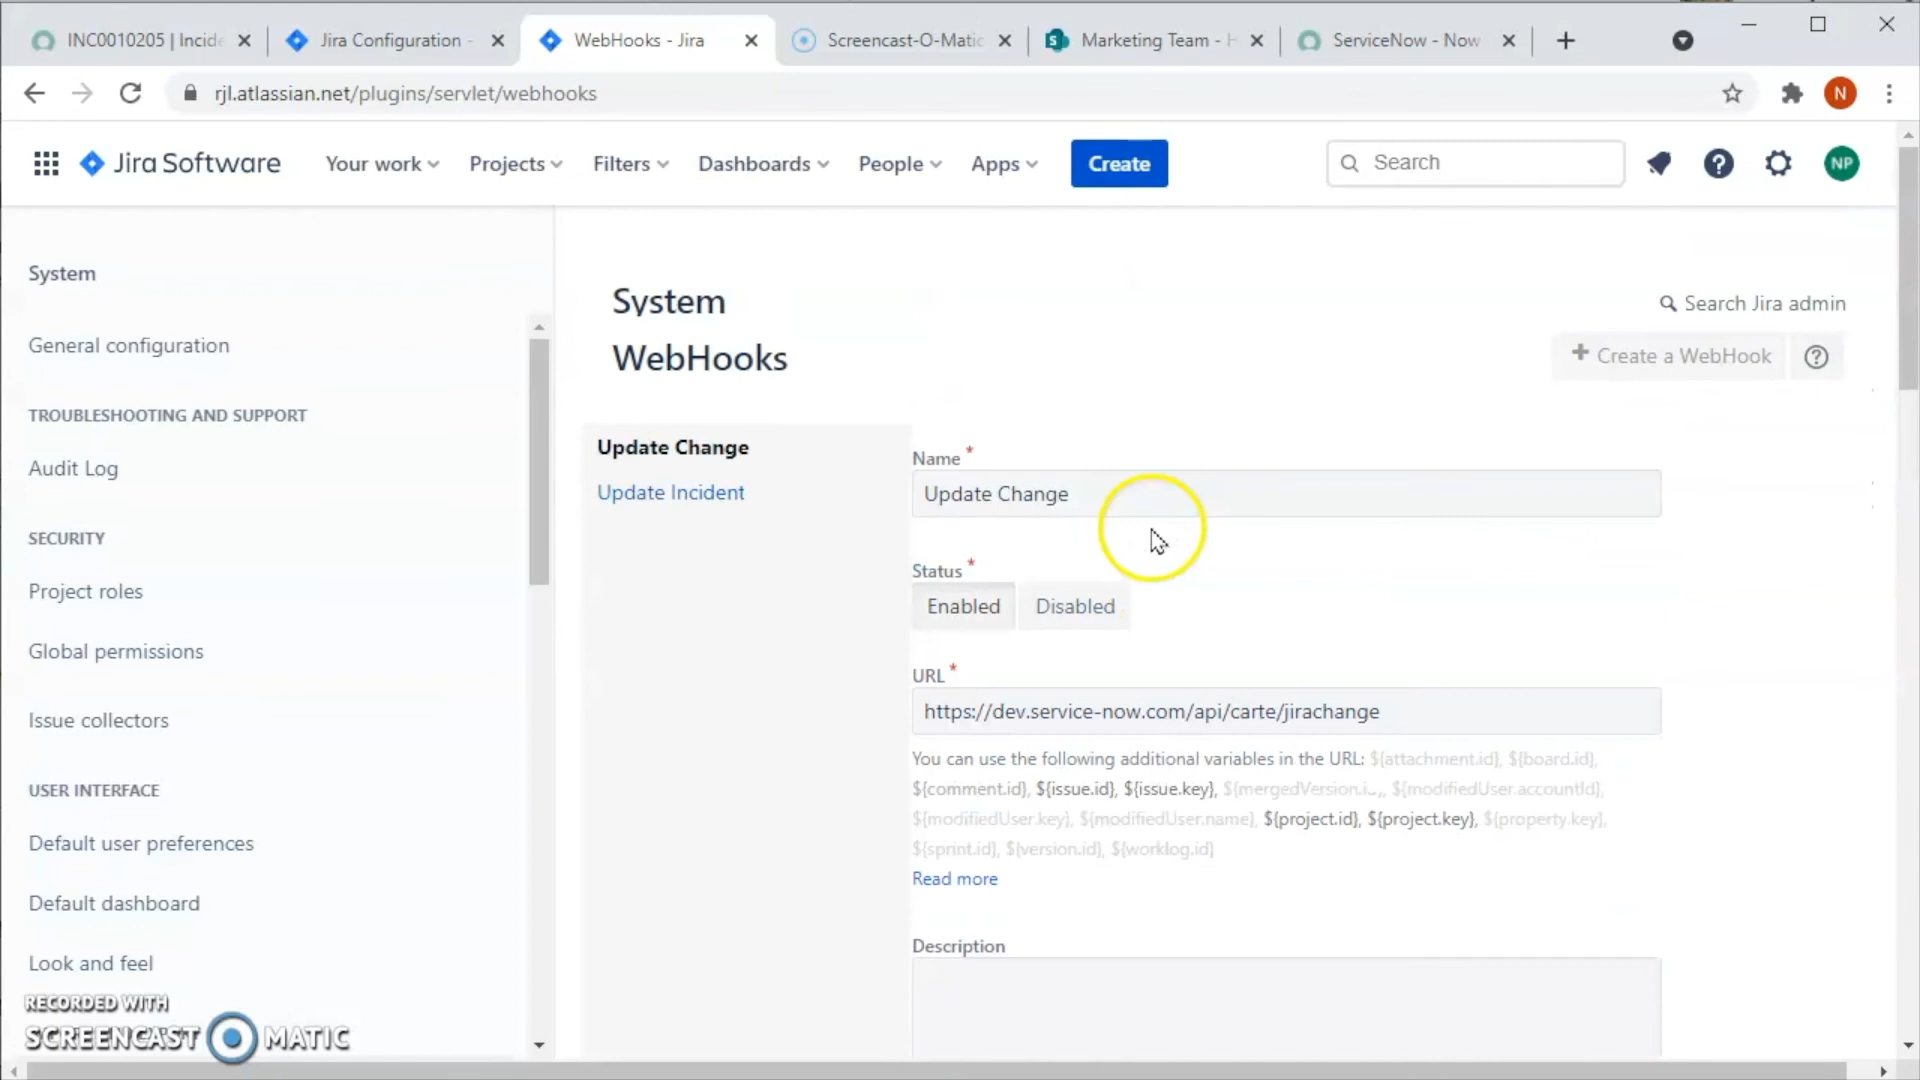 INC0010205 | Incide
Jira Configuration -
WebHooks - Jira
Screencast-O-Matic
Marketing Team - H
ServiceNow - Now
rjl.atlassian.net/plugins/servlet/webhooks
N
Jira Software
Your work
Projects
Filters
Dashboards
People
Apps
Create
Search
NP
System
General configuration
TROUBLESHOOTING AND SUPPORT
Audit Log
SECURITY
Project roles
Global permissions
Issue collectors
USER INTERFACE
Default user preferences
Default dashboard
Look and feel
System
Search Jira admin
WebHooks
+ Create a WebHook
Update Change
Update Incident
Name *
Update Change
Status *
Enabled
Disabled
URL *
https://dev.service-now.com/api/carte/jirachange
You can use the following additional variables in the URL: ${attachment.id}, ${board.id},
${comment.id}, ${issue.id}, ${issue.key}, ${mergedVersion.i.,, ${modifiedUser.accountId},
${modifiedUser.key}, ${modifiedUser.name}, ${project.id}, ${project.key}, ${property.key},
${sprint.id}, ${version.id}, ${worklog.id}
Read more
Description
RECORDED WITH
SCREENCAST MATIC